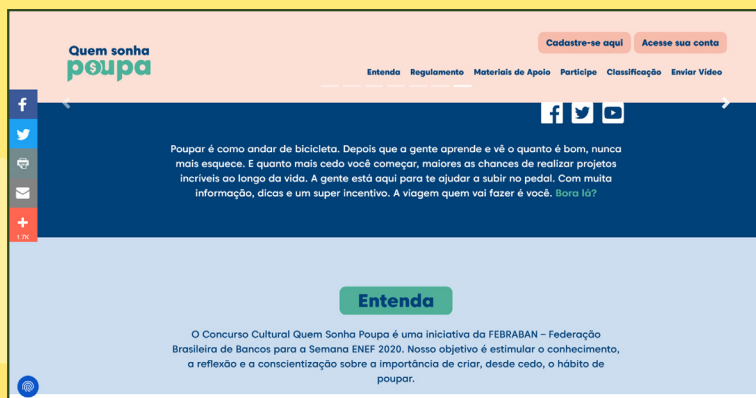 Quem sonha
poupa
Cadastre-se aqui
Acesse sua conta
Entenda Regulamento Materiais de Apoio Participe Classificação Enviar Vídeo
Poupar é como andar de bicicleta. Depois que a gente aprende e vê o quanto é bom, nunca
mais esquece. E quanto mais cedo você começar, maiores as chances de realizar projetos
incríveis ao longo da vida. A gente está aqui para te ajudar a subir no pedal. Com muita
informação, dicas e um super incentivo. A viagem quem vai fazer é você. Bora lá?
1.7K
Entenda
O Concurso Cultural Quem Sonha Poupa é uma iniciativa da FEBRABAN – Federação
Brasileira de Bancos para a Semana ENEF 2020. Nosso objetivo é estimular o conhecimento,
a reflexão e a conscientização sobre a importância de criar, desde cedo, o hábito de
poupar.